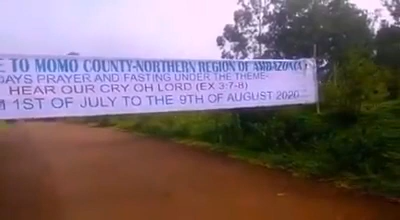 E TO MOMO COUNTY-NORTHERN REGION OF AMBAZONIA
DAYS PRAYER AND FASTING UNDER THE THEME-
HEAR OUR CRY OH LORD (EX 3:7-8)
M 1ST OF JULY TO THE 9TH OF AUGUST 2020